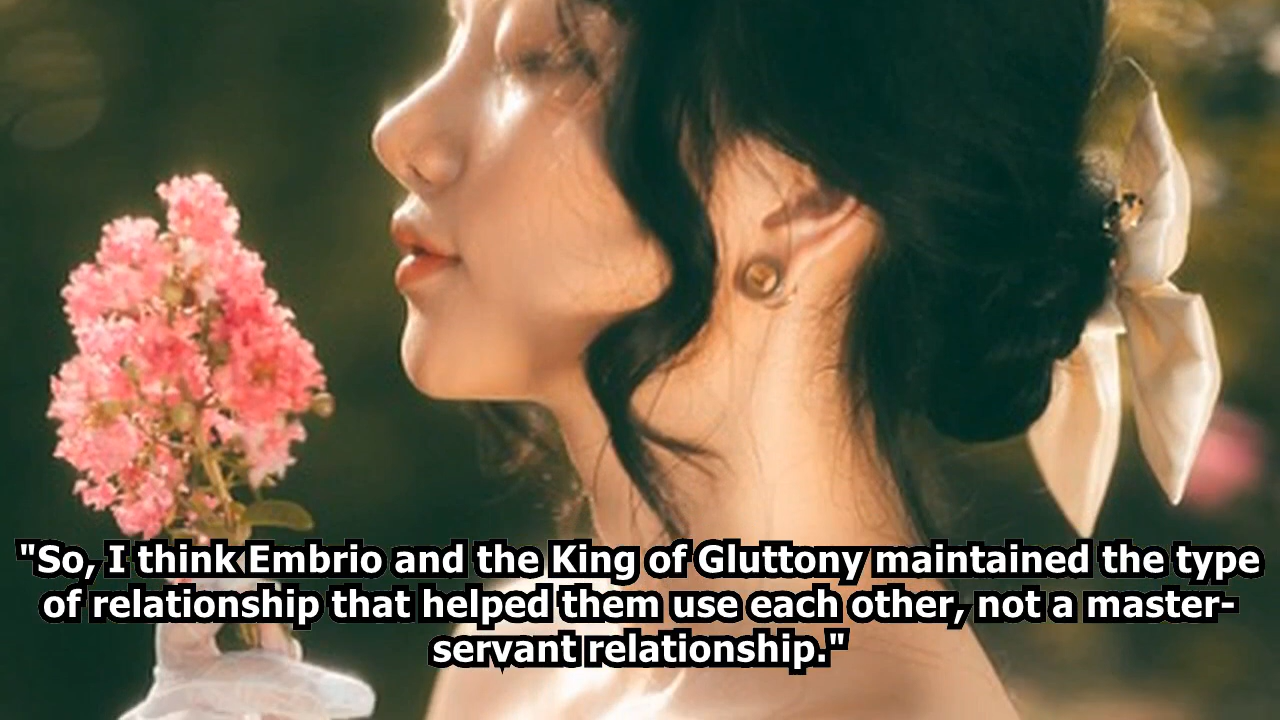 "So, I think Embrio and the King of Gluttony maintained the type
of relationship that helped them use each other, not a master-
servant relationship."